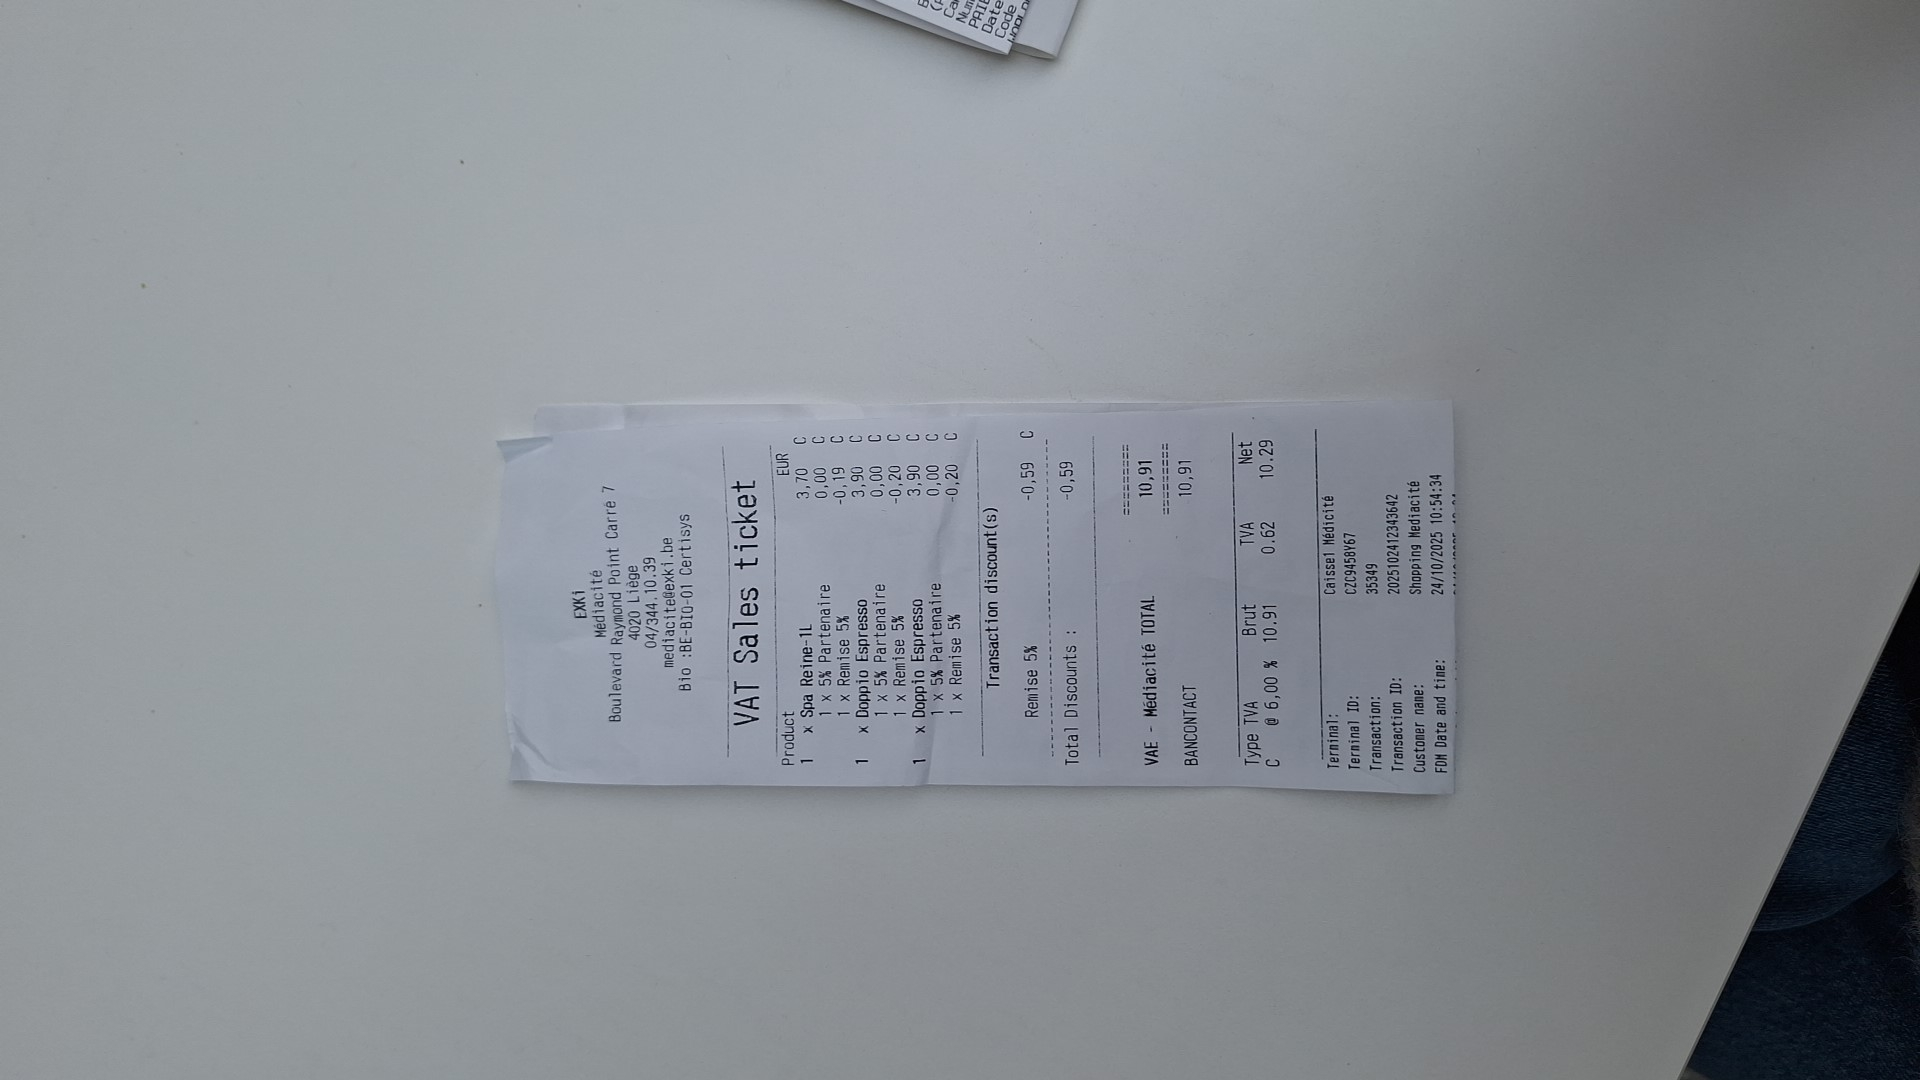 EXKi
Médiacité
Boulevard Raymond Point Carré 7
4020 Liège
04/344.10.39
mediacite@exki.be
Bio :BE-BIO-01 Certisys
VAT Sales ticket
Product EUR
1 x Spa Reine-1L 3,70 C
1 x 5% Partenaire 0,00 C
1 x Remise 5% -0,19 C
1 x Doppio Espresso 3,90 C
1 x 5% Partenaire 0,00 C
1 x Remise 5% -0,20 C
1 x Doppio Espresso 3,90 C
1 x 5% Partenaire 0,00 C
1 x Remise 5% -0,20 C
Transaction discount(s)
Remise 5% -0,59 C
Total Discounts : -0,59
=========
VAE - Médiacité TOTAL 10,91
=========
BANCONTACT 10,91
Type TVA Brut TVA Net
C @ 6,00 % 10.91 0.62 10.29
Terminal: Caisse1 Médicité
Terminal ID: CZC9458Y67
Transaction: 35349
Transaction ID: 2025102412343642
Customer name: Shopping Mediacité
FDM Date and time: 24/10/2025 10:54:34
Date
Code